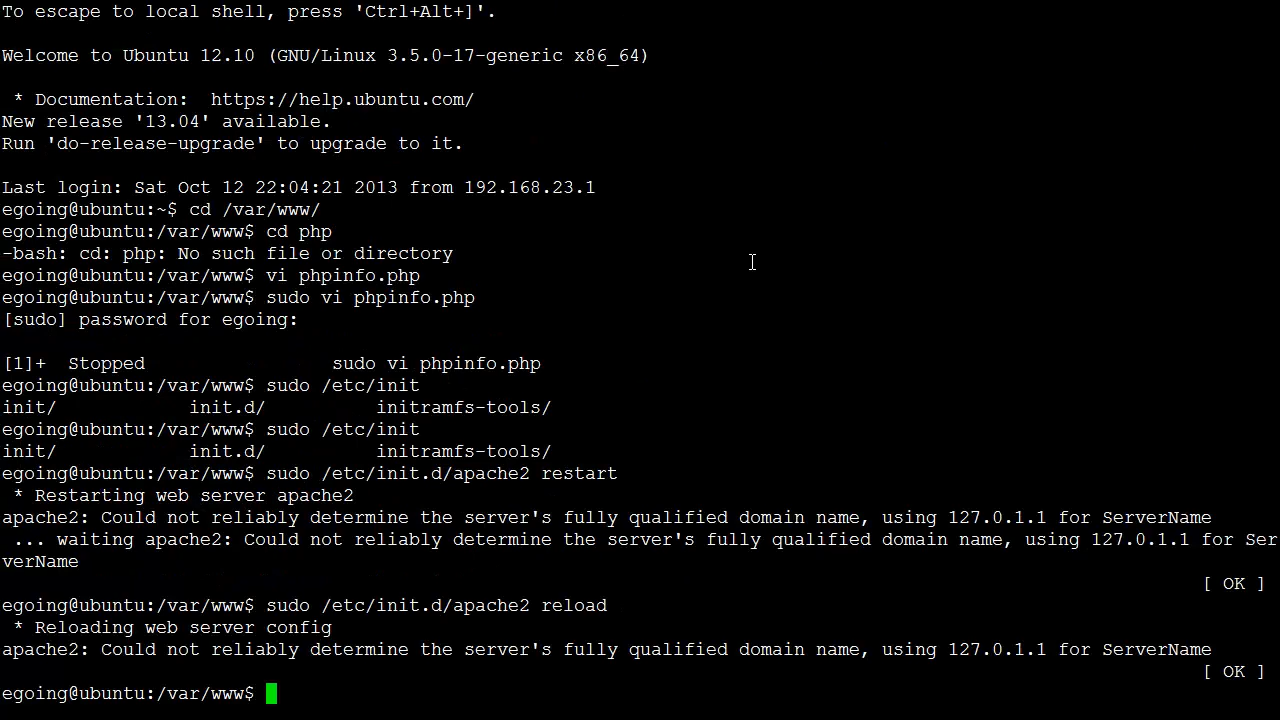 To escape to local shell, press 'Ctrl+Alt+]'.
Welcome to Ubuntu 12.10 (GNU/Linux 3.5.0-17-generic x86_64)
 * Documentation:  https://help.ubuntu.com/
New release '13.04' available.
Run 'do-release-upgrade' to upgrade to it.
Last login: Sat Oct 12 22:04:21 2013 from 192.168.23.1
egoing@ubuntu:~$ cd /var/www/
egoing@ubuntu:/var/www$ cd php
-bash: cd: php: No such file or directory
egoing@ubuntu:/var/www$ vi phpinfo.php
egoing@ubuntu:/var/www$ sudo vi phpinfo.php
[sudo] password for egoing:
[1]+  Stopped                 sudo vi phpinfo.php
egoing@ubuntu:/var/www$ sudo /etc/init
init/            init.d/          initramfs-tools/
egoing@ubuntu:/var/www$ sudo /etc/init
init/            init.d/          initramfs-tools/
egoing@ubuntu:/var/www$ sudo /etc/init.d/apache2 restart
 * Restarting web server apache2
apache2: Could not reliably determine the server's fully qualified domain name, using 127.0.1.1 for ServerName
 ... waiting apache2: Could not reliably determine the server's fully qualified domain name, using 127.0.1.1 for Ser
verName
[ OK ]
egoing@ubuntu:/var/www$ sudo /etc/init.d/apache2 reload
 * Reloading web server config
apache2: Could not reliably determine the server's fully qualified domain name, using 127.0.1.1 for ServerName
[ OK ]
egoing@ubuntu:/var/www$